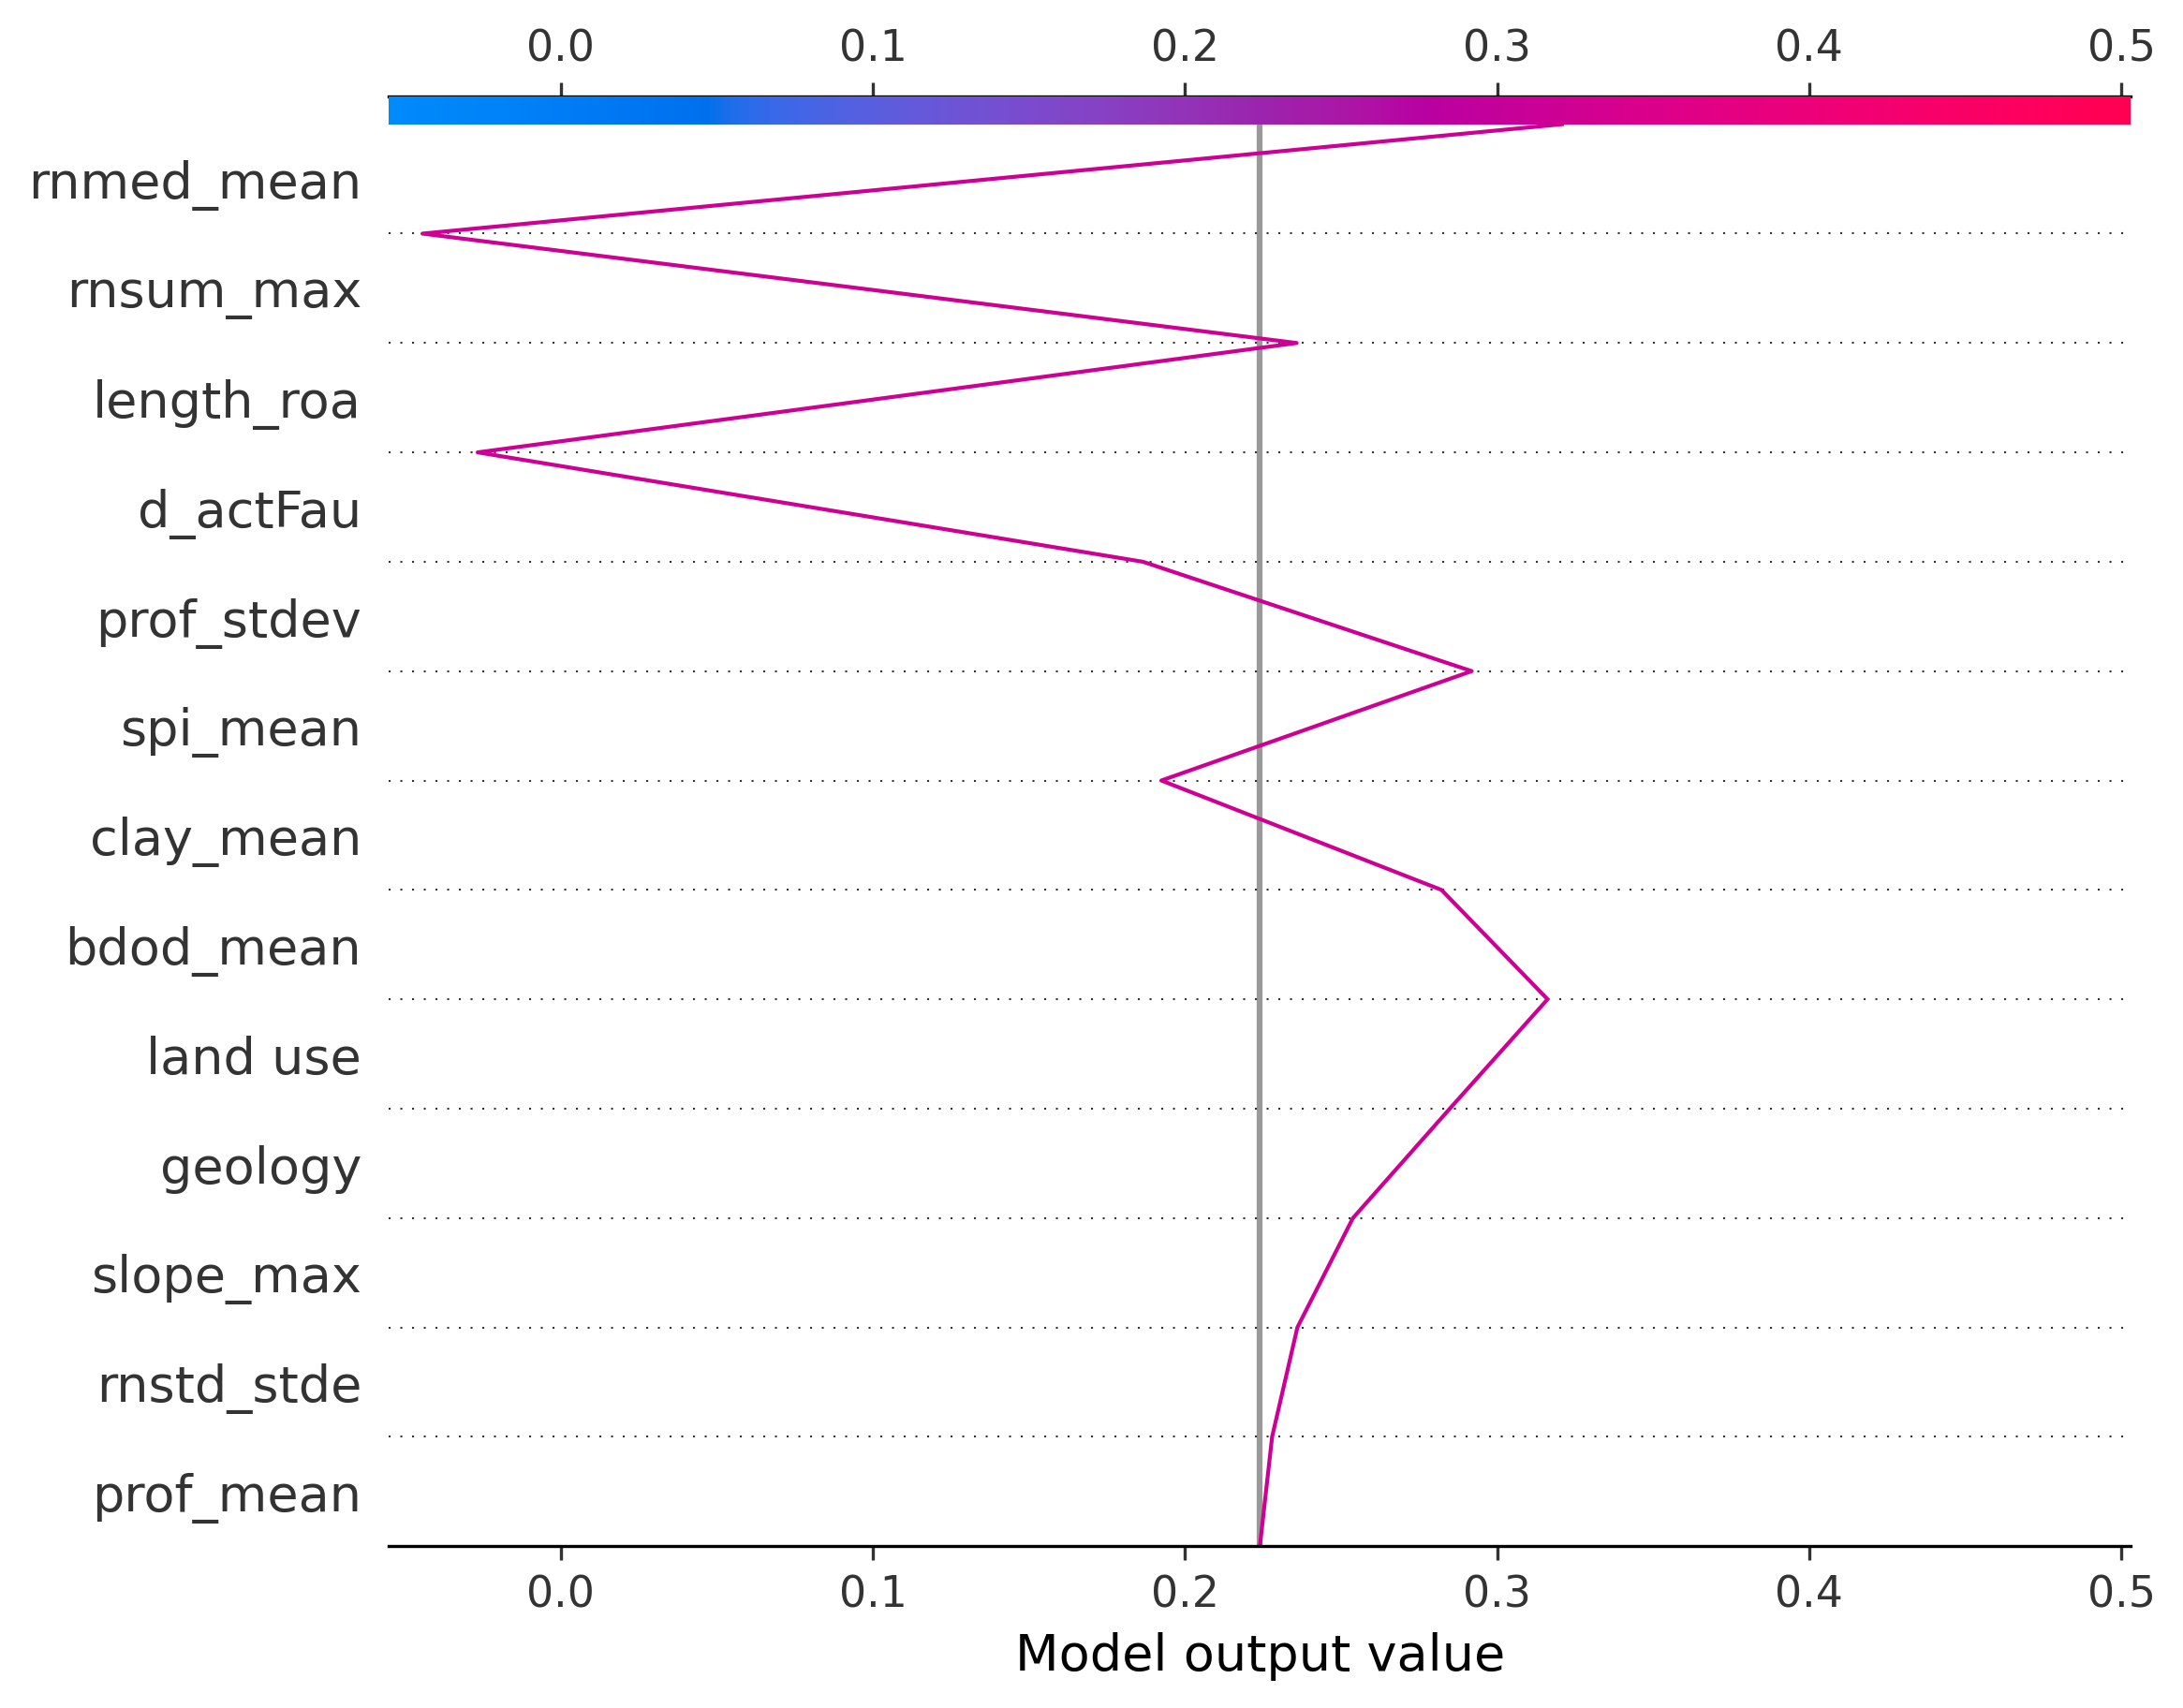 0.0 0.1 0.2 0.3 0.4 0.5
rnmed_mean
rnsum_max
length_roa
d_actFau
prof_stdev
spi_mean
clay_mean
bdod_mean
land use
geology
slope_max
rnstd_stde
prof_mean
0.0 0.1 0.2 0.3 0.4 0.5
Model output value